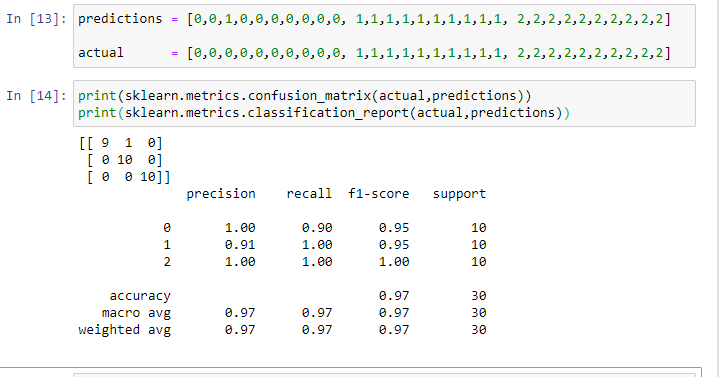 In [13]: predictions = [0,0,1,0,0,0,0,0,0,0, 1,1,1,1,1,1,1,1,1,1, 2,2,2,2,2,2,2,2,2,2]
actual = [0,0,0,0,0,0,0,0,0,0, 1,1,1,1,1,1,1,1,1,1, 2,2,2,2,2,2,2,2,2,2]
In [14]: print(sklearn.metrics.confusion_matrix(actual,predictions))
print(sklearn.metrics.classification_report(actual,predictions))
[[ 9 1 0]
[ 0 10 0]
[ 0 0 10]]
precision recall f1-score support
0 1.00 0.90 0.95 10
1 0.91 1.00 0.95 10
2 1.00 1.00 1.00 10
accuracy 0.97 30
macro avg 0.97 0.97 0.97 30
weighted avg 0.97 0.97 0.97 30